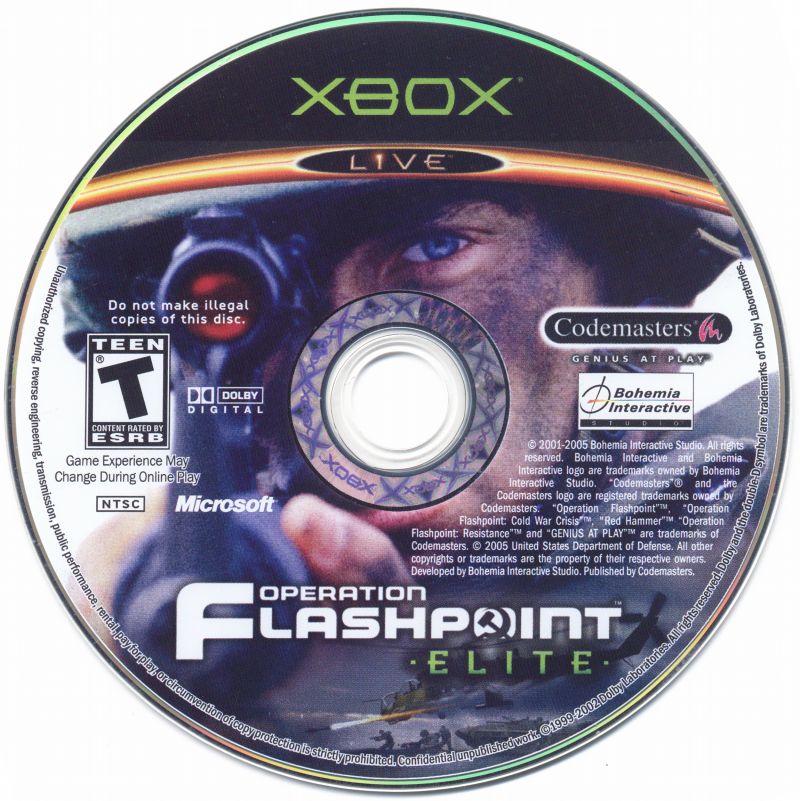 XBOX®
LIVE™
Do not make illegal
copies of this disc.
TEEN
®
T
CONTENT RATED BY
ESRB
DOLBY
DIGITAL
Game Experience May
Change During Online Play
NTSC
Microsoft
Codemasters
GENIUS AT PLAY™
Bohemia
Interactive
STUDIO
© 2001-2005 Bohemia Interactive Studio. All rights
reserved. Bohemia Interactive and Bohemia
Interactive logo are trademarks owned by Bohemia
Interactive Studio. "Codemasters"® and the
Codemasters logo are registered trademarks owned by
Codemasters. "Operation Flashpoint"™, "Operation
Flashpoint: Cold War Crisis"™, "Red Hammer"™ "Operation
Flashpoint: Resistance"™ and "GENIUS AT PLAY"™ are trademarks of
Codemasters. © 2005 United States Department of Defense. All other
copyrights or trademarks are the property of their respective owners.
Developed by Bohemia Interactive Studio. Published by Codemasters.
XBOX
OPERATION
FLASHPOINT™
·ELITE·
Unauthorized copying, reverse engineering, transmission, public performance, rental, pay for play, or circumvention of copy protection is strictly prohibited. Confidential unpublished work. ©1999-2002 Dolby Laboratories. All rights reserved. Dolby and the double-D symbol are trademarks of Dolby Laboratories.